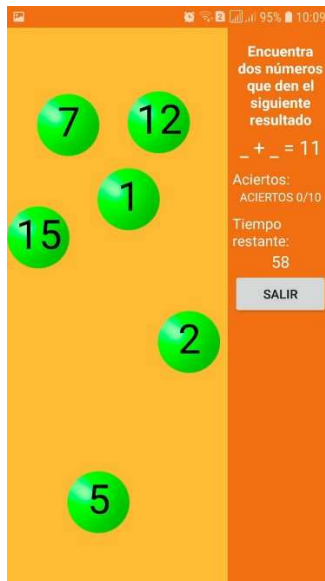 2 95% 10:09
7
12
1
15
2
5
Encuentra
dos números
que den el
siguiente
resultado
_ + _ = 11
Aciertos:
ACIERTOS 0/10
Tiempo
restante:
58
SALIR